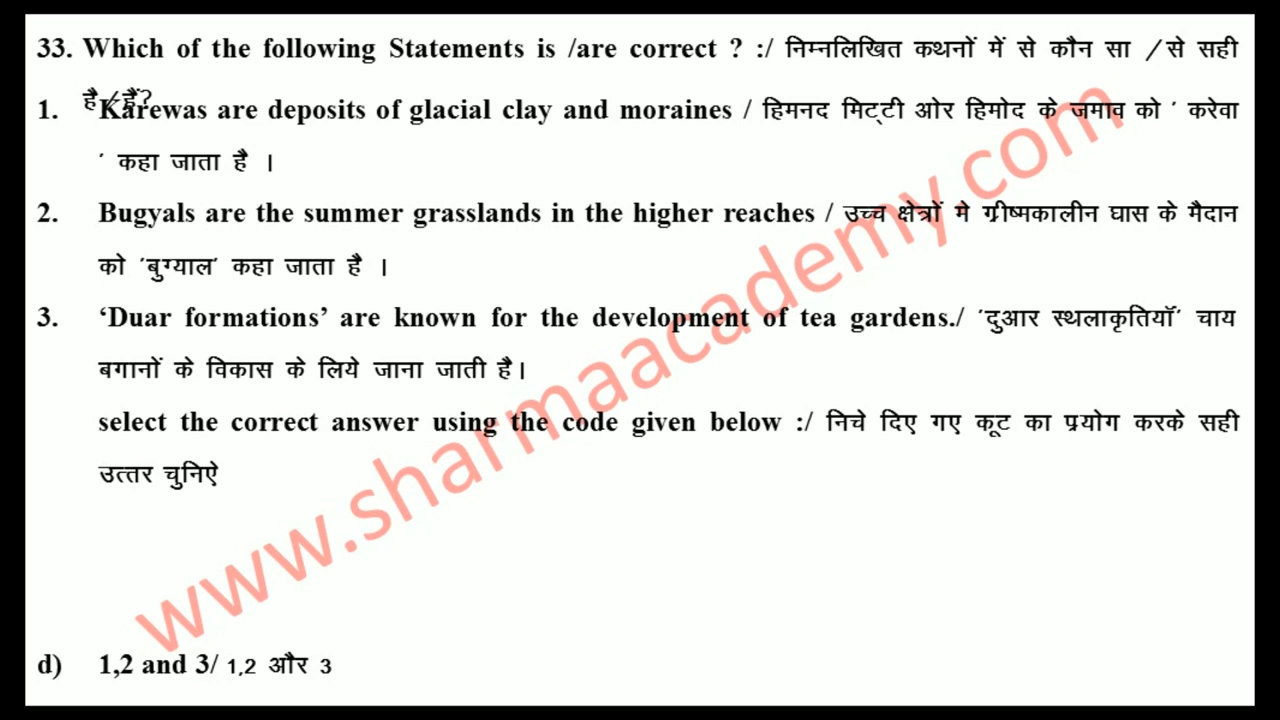 33. Which of the following Statements is /are correct ? :/ निम्नलिखित कथनों में से कौन सा /से सही
है/हैं?
1. Karewas are deposits of glacial clay and moraines / हिमनद मिट्टी ओर हिमोद के जमाव को ' करेवा
' कहा जाता है ।
2. Bugyals are the summer grasslands in the higher reaches / उच्च क्षेत्रों मे ग्रीष्मकालीन घास के मैदान
को 'बुग्याल' कहा जाता है ।
3. ‘Duar formations’ are known for the development of tea gardens./ 'दुआर स्थलाकृतियॉ' चाय
बगानों के विकास के लिये जाना जाती है।
select the correct answer using the code given below :/ निचे दिए गए कूट का प्रयोग करके सही
उत्तर चुनिऐ
d) 1,2 and 3/ 1,2 और 3
www.sharmaacademy.com